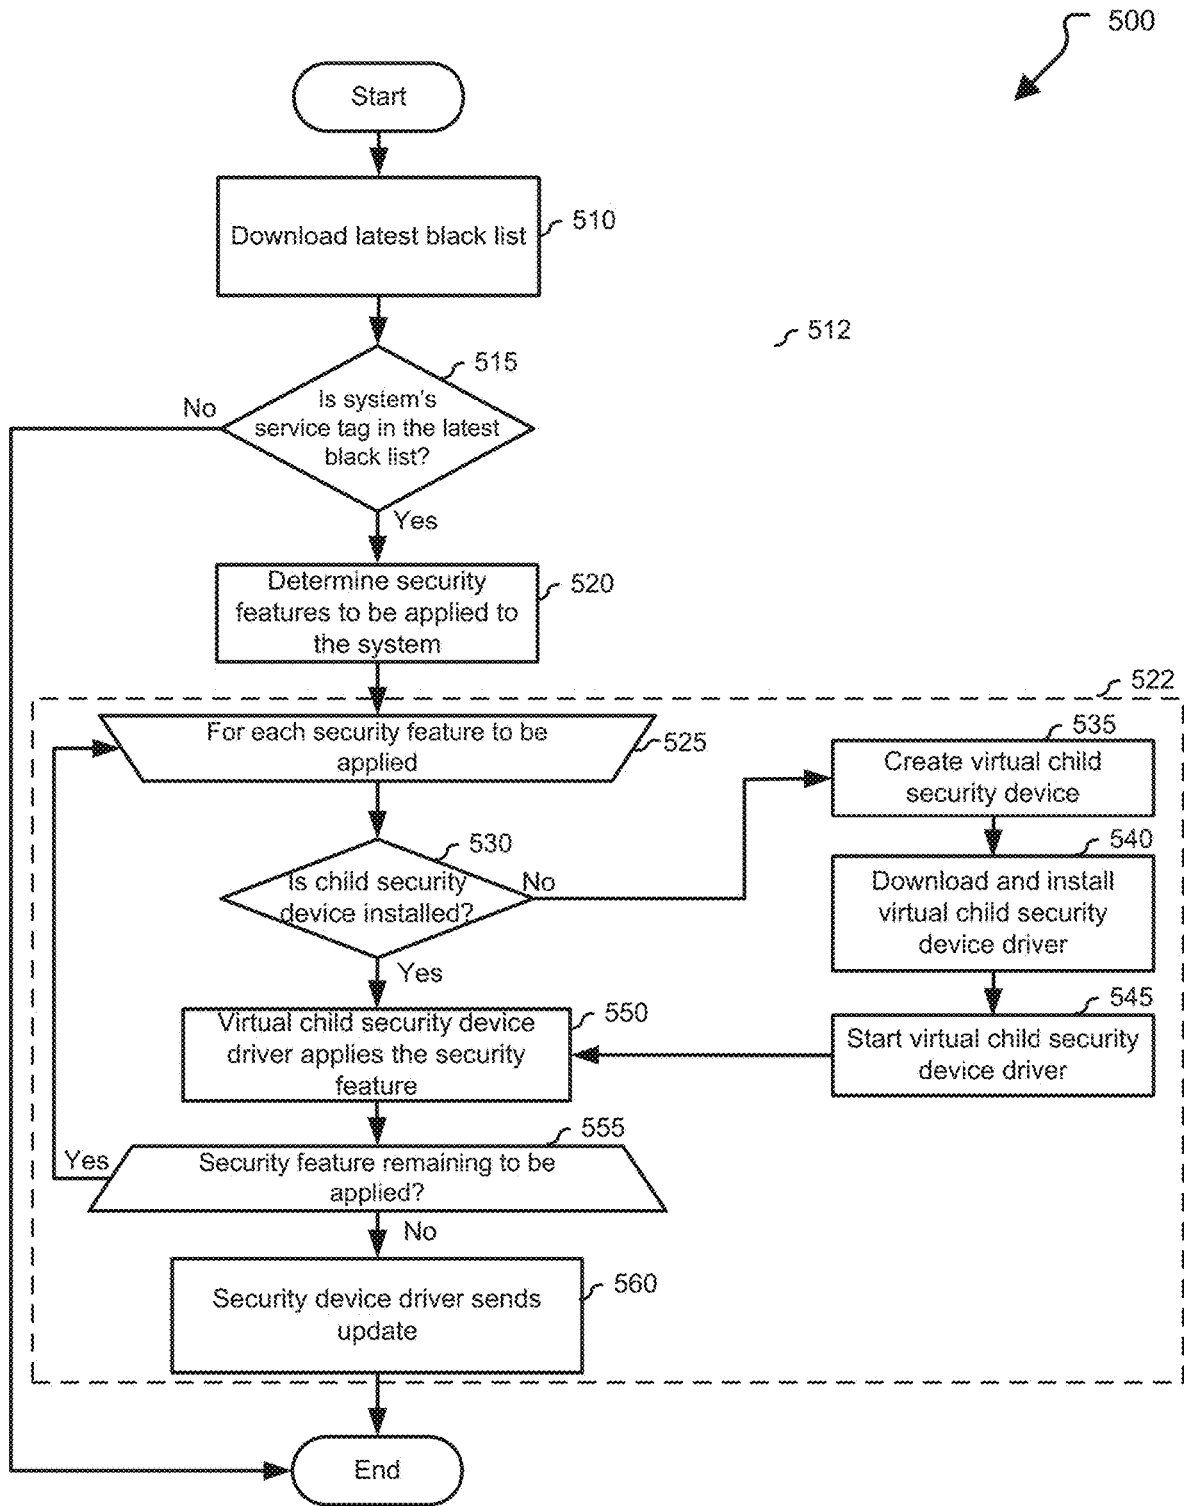 500
Start
Download latest black list
510
512
515
Is system's
service tag in the latest
black list?
No
Yes
Determine security
features to be applied to
the system
520
522
For each security feature to be
applied
525
535
Create virtual child
security device
530
Is child security
device installed?
No
Yes
540
Download and install
virtual child security
device driver
545
Start virtual child security
device driver
Virtual child security device
driver applies the security
feature
550
555
Security feature remaining to be
applied?
Yes
No
Security device driver sends
update
560
End